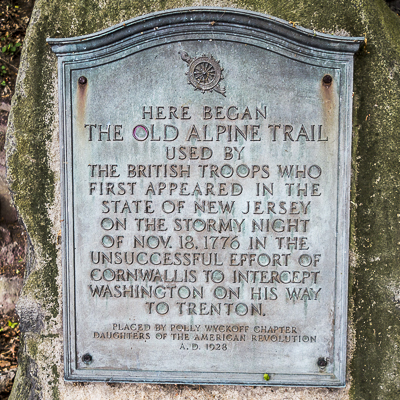 HERE BEGAN
THE OLD ALPINE TRAIL
USED BY
THE BRITISH TROOPS WHO
FIRST APPEARED IN THE
STATE OF NEW JERSEY
ON THE STORMY NIGHT
OF NOV. 18, 1776 IN THE
UNSUCCESSFUL EFFORT OF
CORNWALLIS TO INTERCEPT
WASHINGTON ON HIS WAY
TO TRENTON.
PLACED BY POLLY WYCKOFF CHAPTER
DAUGHTERS OF THE AMERICAN REVOLUTION
A. D. 1928